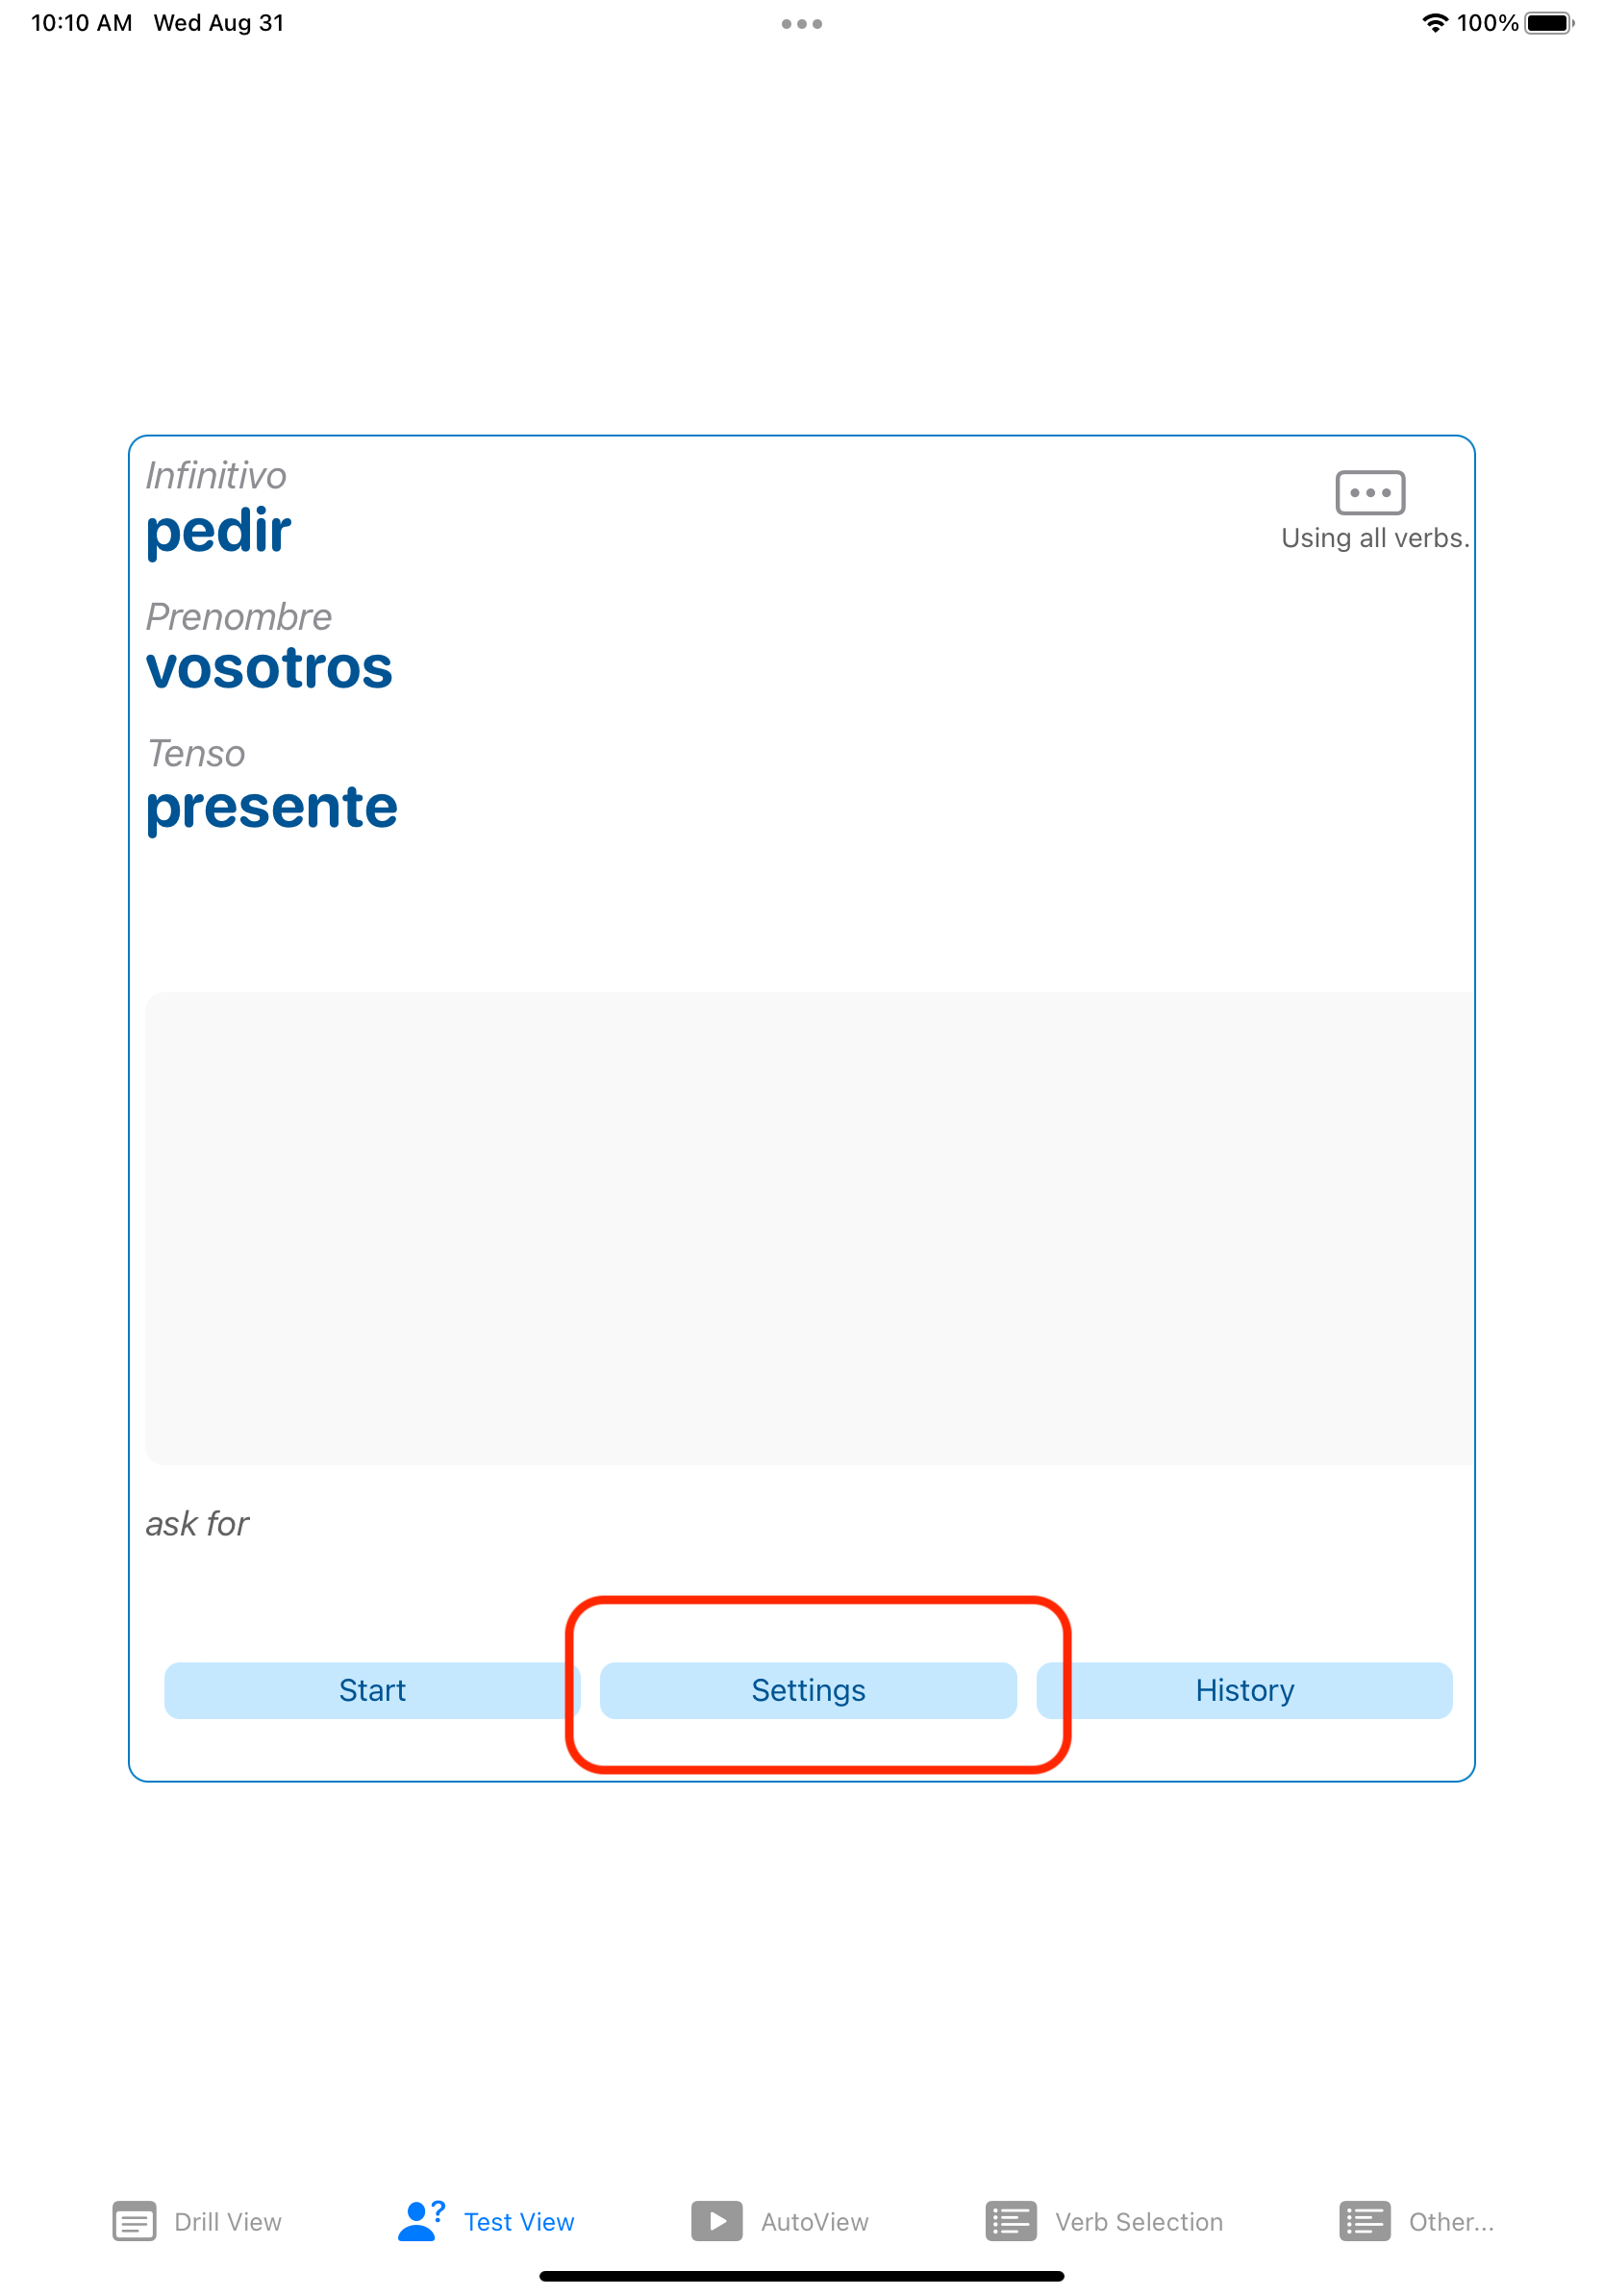 10:10 AM Wed Aug 31
100%
Infinitivo
pedir
Using all verbs.
Prenombre
vosotros
Tenso
presente
ask for
Start Settings History
Drill View Test View AutoView Verb Selection Other...